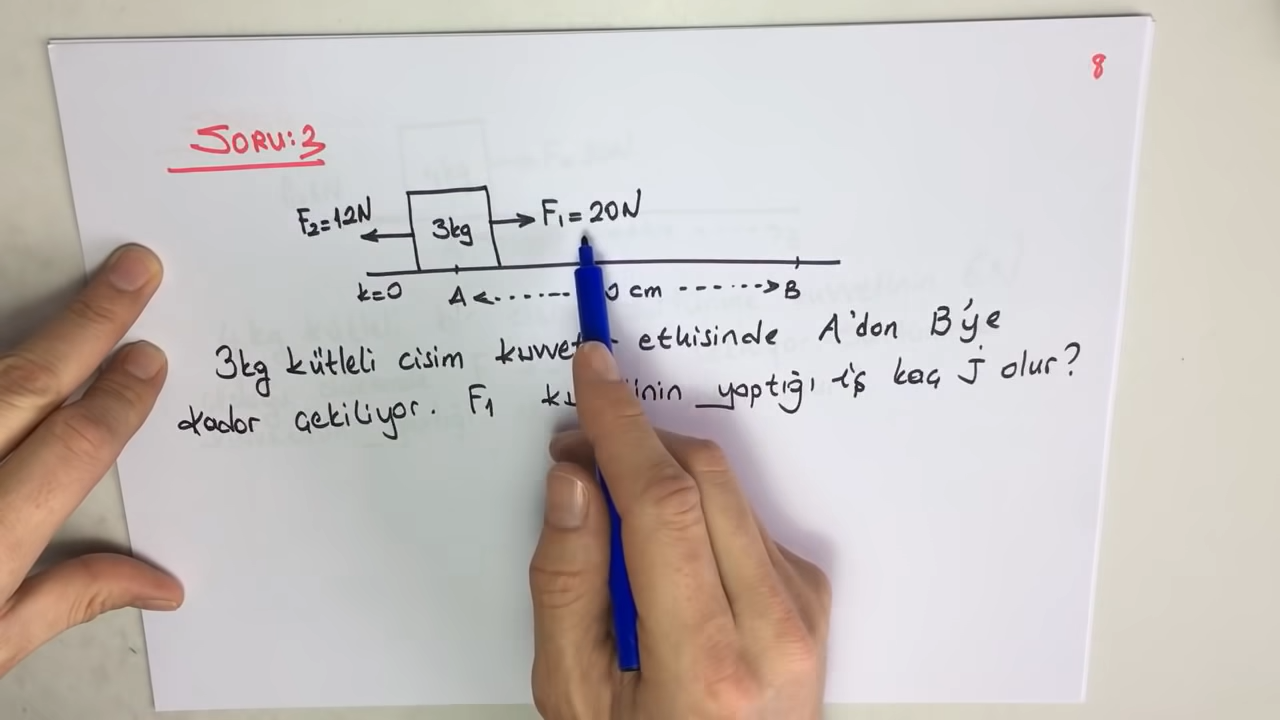 8
SORU:3
F₂=12N 3kg F₁=20N
k=0 A B
cm
3kg kütleli cisim etkisinde A'dan B'ye
kadar çekiliyor. F₁ yaptığı iş kaç J olur?